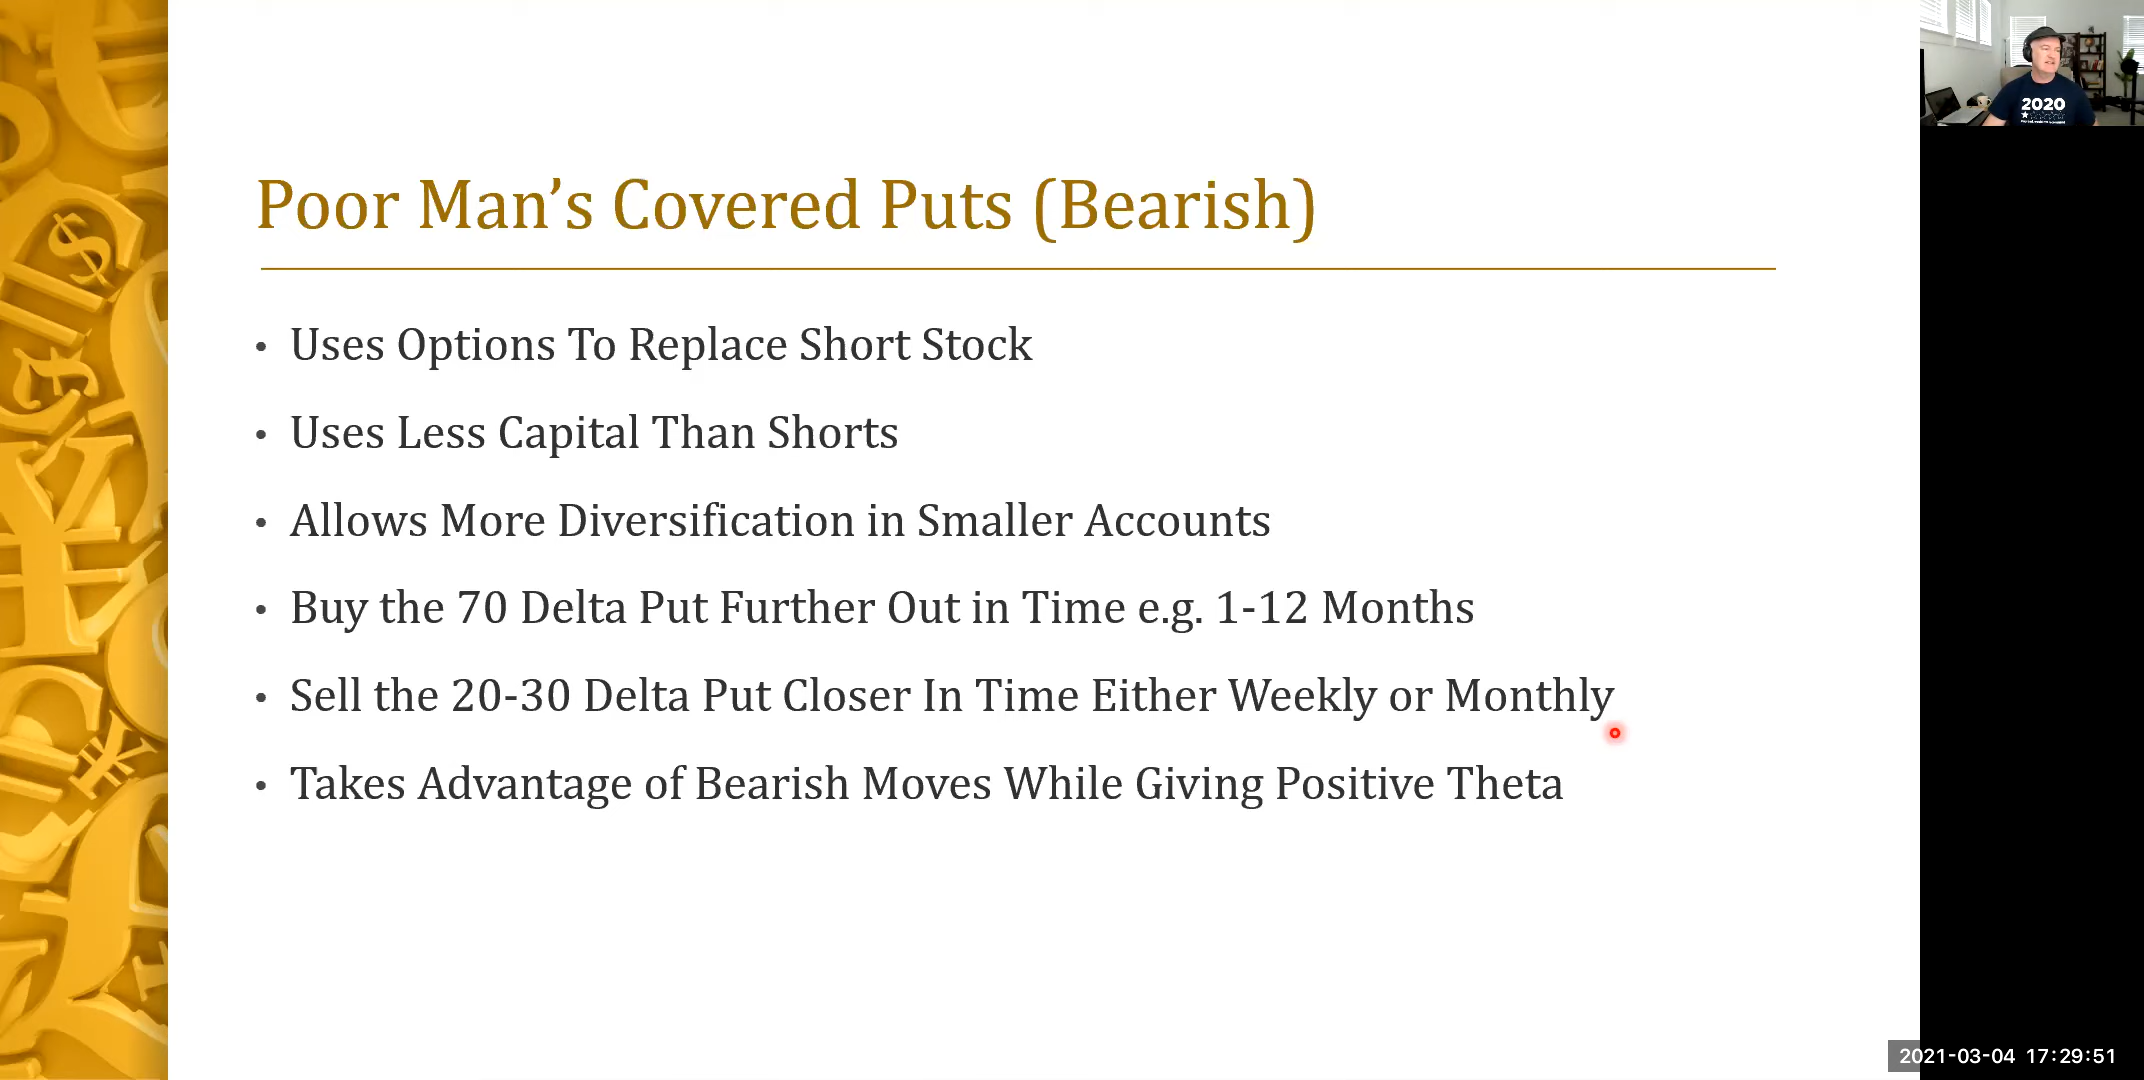 Poor Man’s Covered Puts (Bearish)
• Uses Options To Replace Short Stock
• Uses Less Capital Than Shorts
• Allows More Diversification in Smaller Accounts
• Buy the 70 Delta Put Further Out in Time e.g. 1-12 Months
• Sell the 20-30 Delta Put Closer In Time Either Weekly or Monthly
• Takes Advantage of Bearish Moves While Giving Positive Theta
2020
2021-03-04 17:29:51